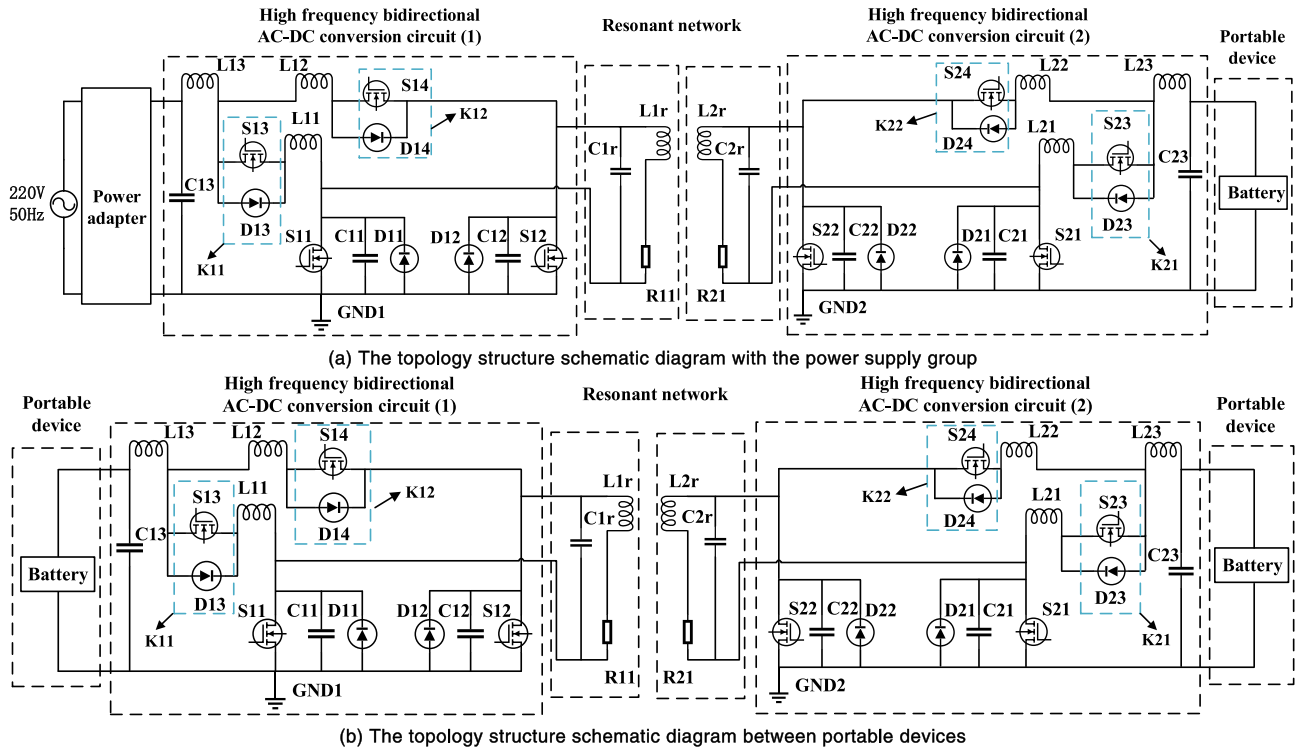 High frequency bidirectional
AC-DC conversion circuit (1)
Resonant network
High frequency bidirectional
AC-DC conversion circuit (2)
Portable
device
L13
L12
S14
K12
D14
S13
L11
D13
C13
K11
220V
50Hz
Power
adapter
S11
C11
D11
D12
C12
S12
GND1
L1r
C1r
R11
L2r
C2r
R21
S24
K22
D24
L22
L23
L21
S23
D23
C23
K21
S22
C22
D22
D21
C21
S21
GND2
Battery
(a) The topology structure schematic diagram with the power supply group
High frequency bidirectional
AC-DC conversion circuit (1)
Resonant network
High frequency bidirectional
AC-DC conversion circuit (2)
Portable
device
Portable
device
L13
L12
S14
K12
D14
S13
L11
D13
C13
K11
Battery
S11
C11
D11
D12
C12
S12
GND1
L1r
C1r
R11
L2r
C2r
R21
S24
K22
D24
L22
L23
L21
S23
D23
C23
K21
S22
C22
D22
D21
C21
S21
GND2
Battery
(b) The topology structure schematic diagram between portable devices